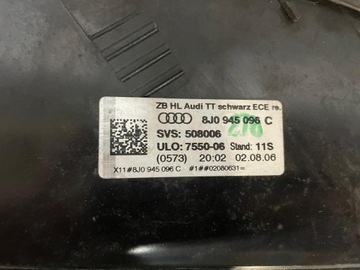 ZB HL Audi TT schwarz ECE re.
8J0 945 096 C
SVS: 508006
ULO: 7550-06 Stand: 11S
(0573) 20:02 02.08.06
X11#8J0 945 096 C #1##02080631=